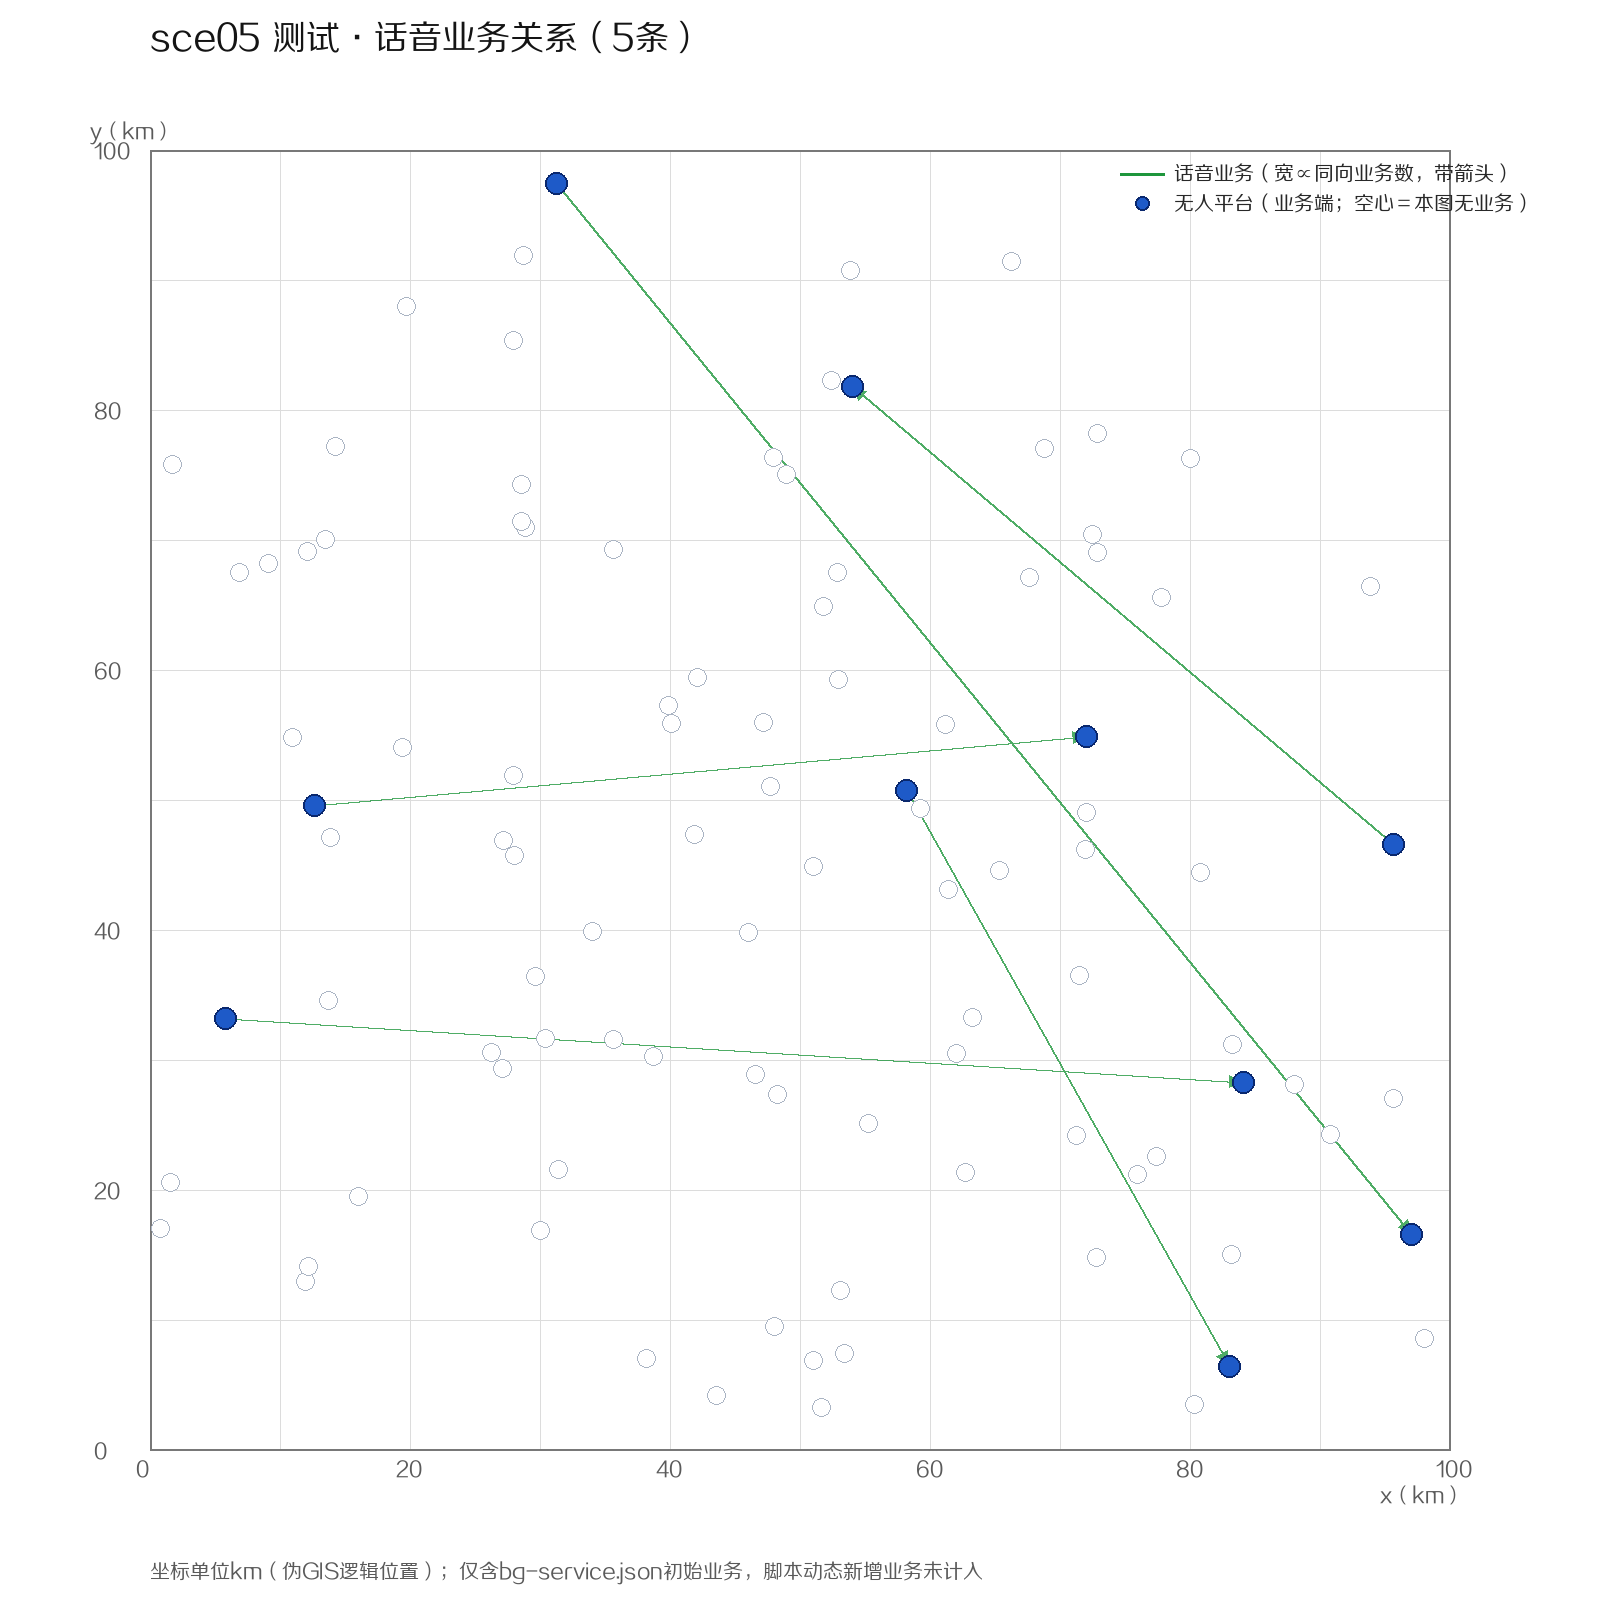 sce05 测试·话音业务关系（5条）
y（km）
100
话音业务（宽∝同向业务数，带箭头）
无人平台（业务端；空心＝本图无业务）
80
60
40
20
0
0 20 40 60 80 100
x（km）
坐标单位km（伪GIS逻辑位置）；仅含bg-service.json初始业务，脚本动态新增业务未计入